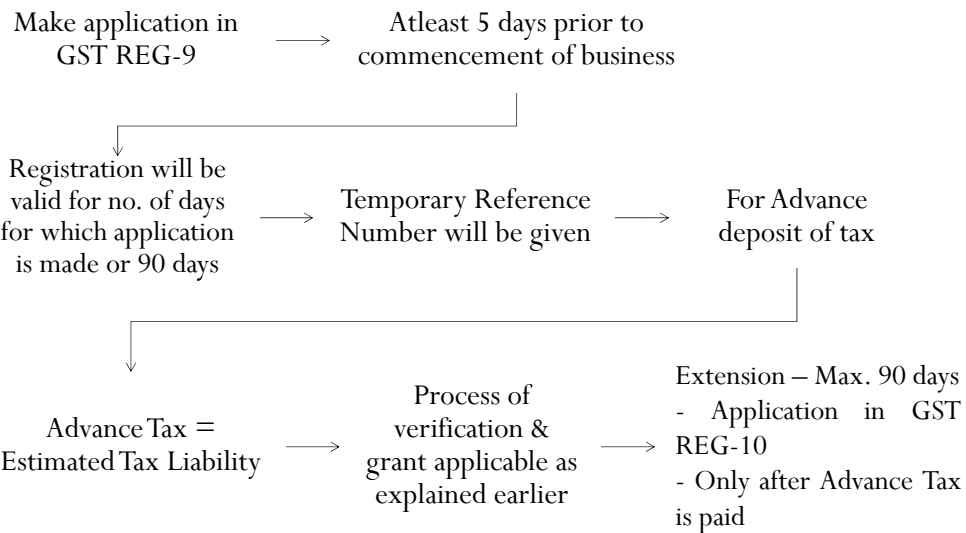 Make application in
GST REG-9
Atleast 5 days prior to
commencement of business
Registration will be
valid for no. of days
for which application
is made or 90 days
Temporary Reference
Number will be given
For Advance
deposit of tax
Advance Tax =
Estimated Tax Liability
Process of
verification &
grant applicable as
explained earlier
Extension – Max. 90 days
- Application in GST
REG-10
- Only after Advance Tax
is paid